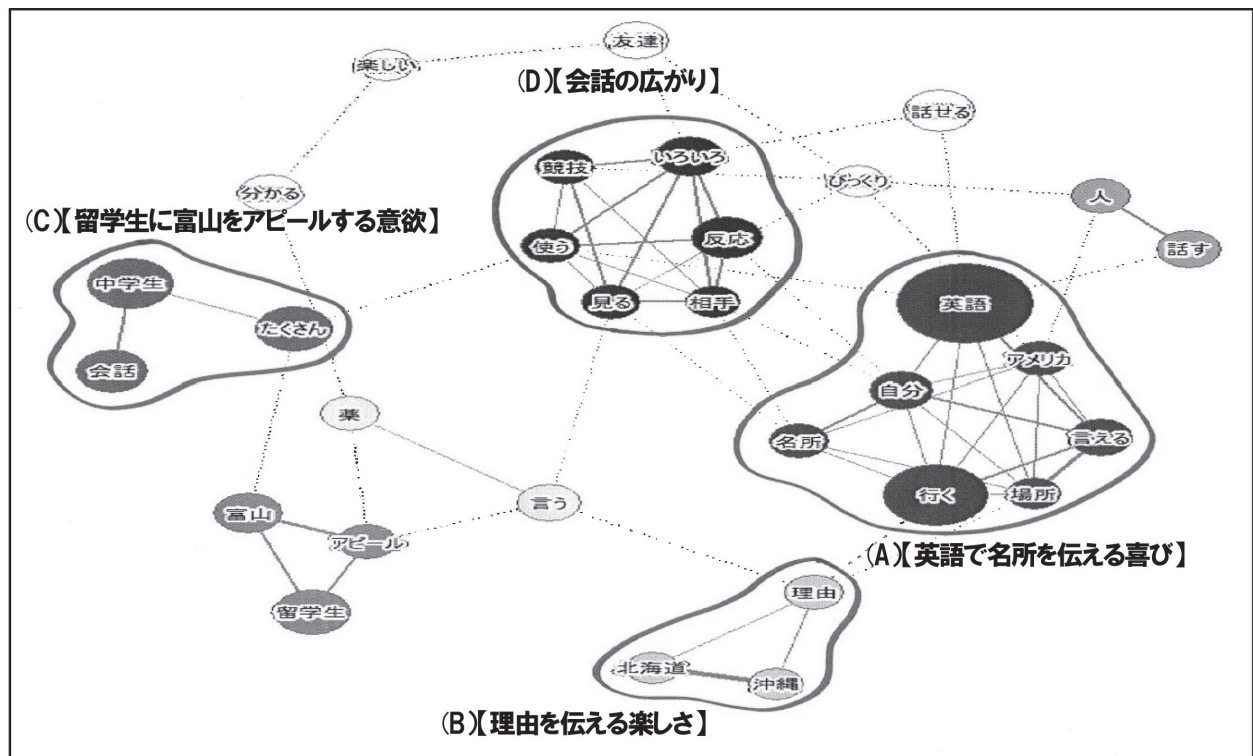 友達
楽しい
(D)【会話の広がり】
話せる
競技
いろいろ
びっくり
分かる
人
(C)【留学生に富山をアピールする意欲】
使う
反応
話す
中学生
見る
相手
英語
たくさん
アメリカ
会話
自分
薬
名所
言える
行く
場所
言う
富山
アピール
(A)【英語で名所を伝える喜び】
留学生
理由
北海道
沖縄
(B)【理由を伝える楽しさ】